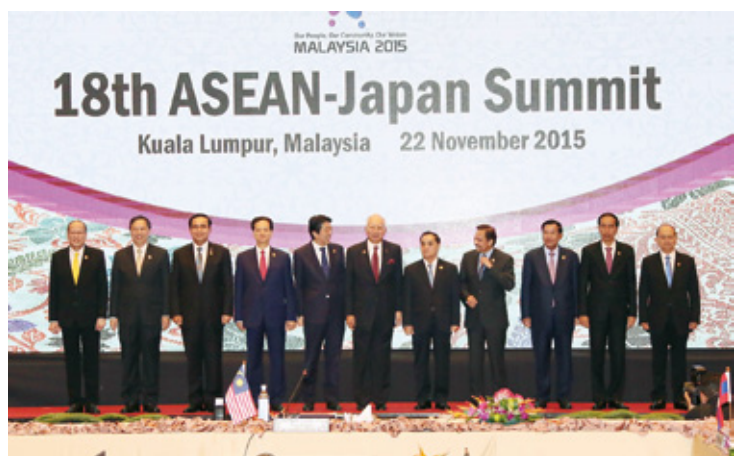 Our People, Our Community, Our Vision
MALAYSIA 2015
18th ASEAN-Japan Summit
Kuala Lumpur, Malaysia 22 November 2015